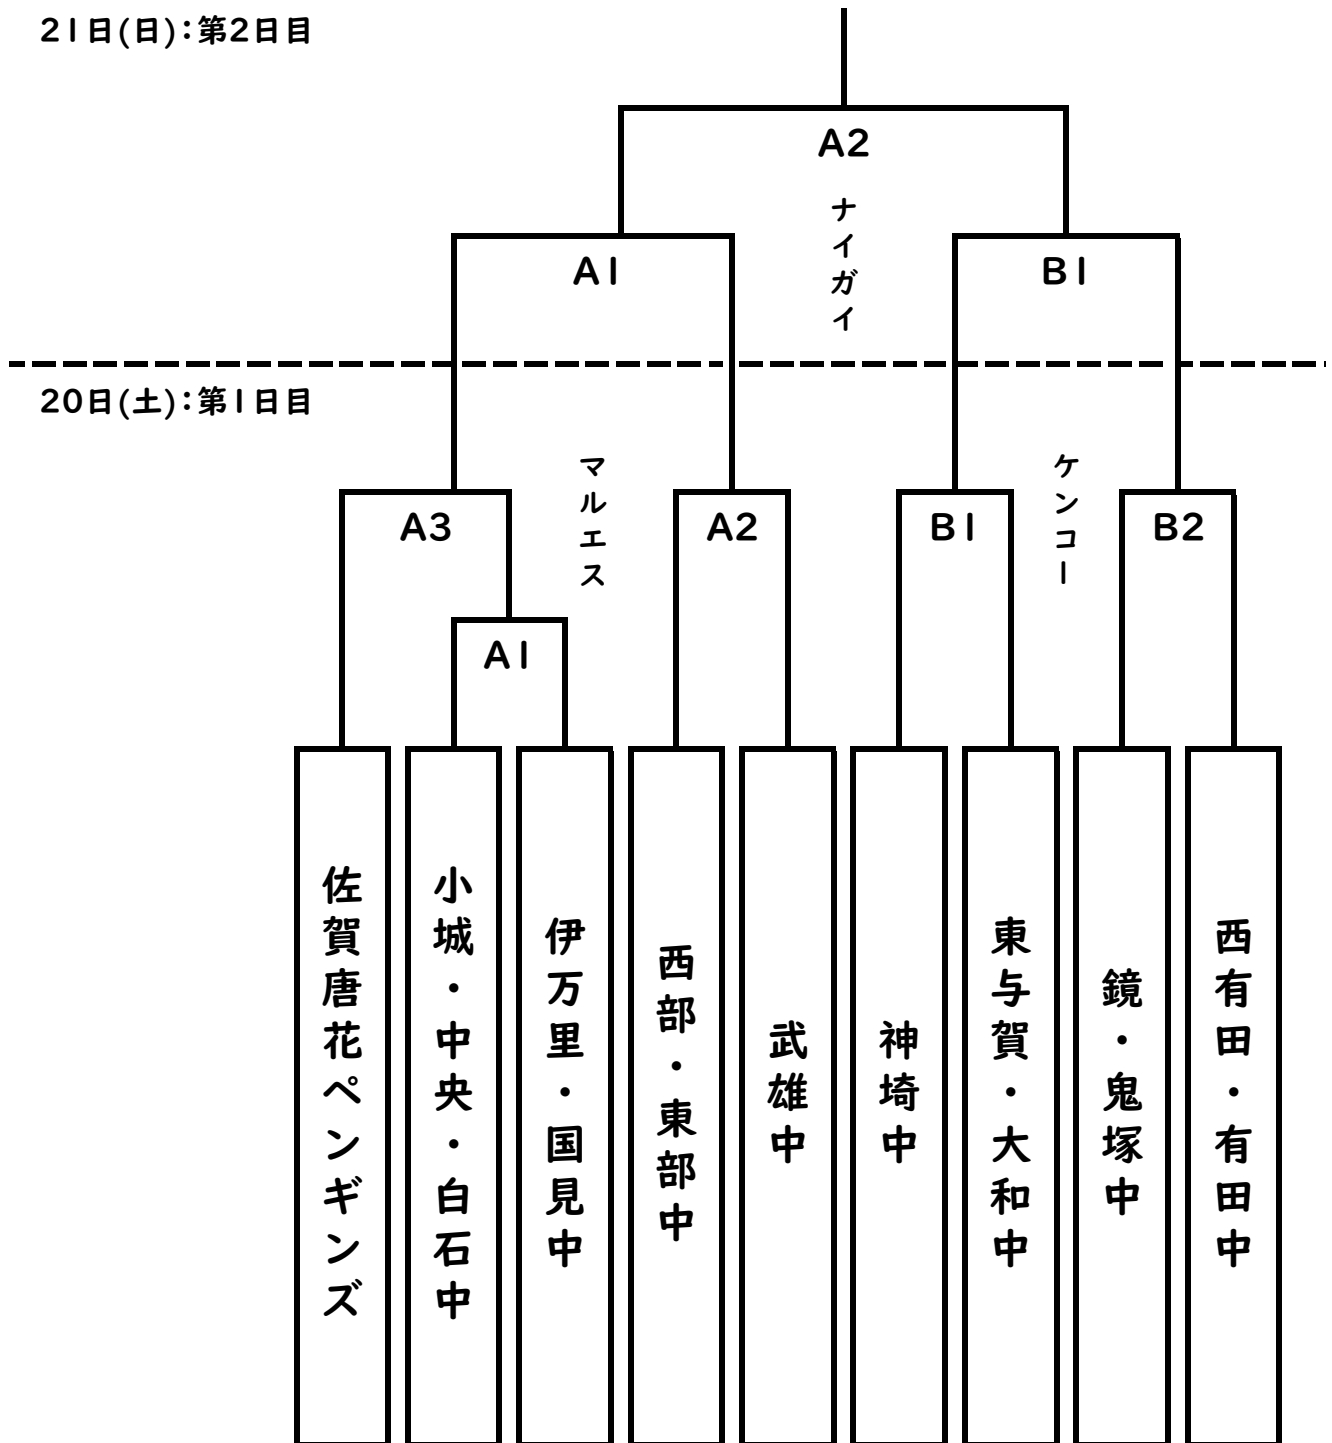 21日(日):第2日目
A2
ナイガイ
A1
B1
20日(土):第1日目
マルエス
ケンコー
A3
A2
B1
B2
A1
佐賀唐花ペンギンズ
小城・中央・白石中
伊万里・国見中
西部・東部中
武雄中
神埼中
東与賀・大和中
鏡・鬼塚中
西有田・有田中